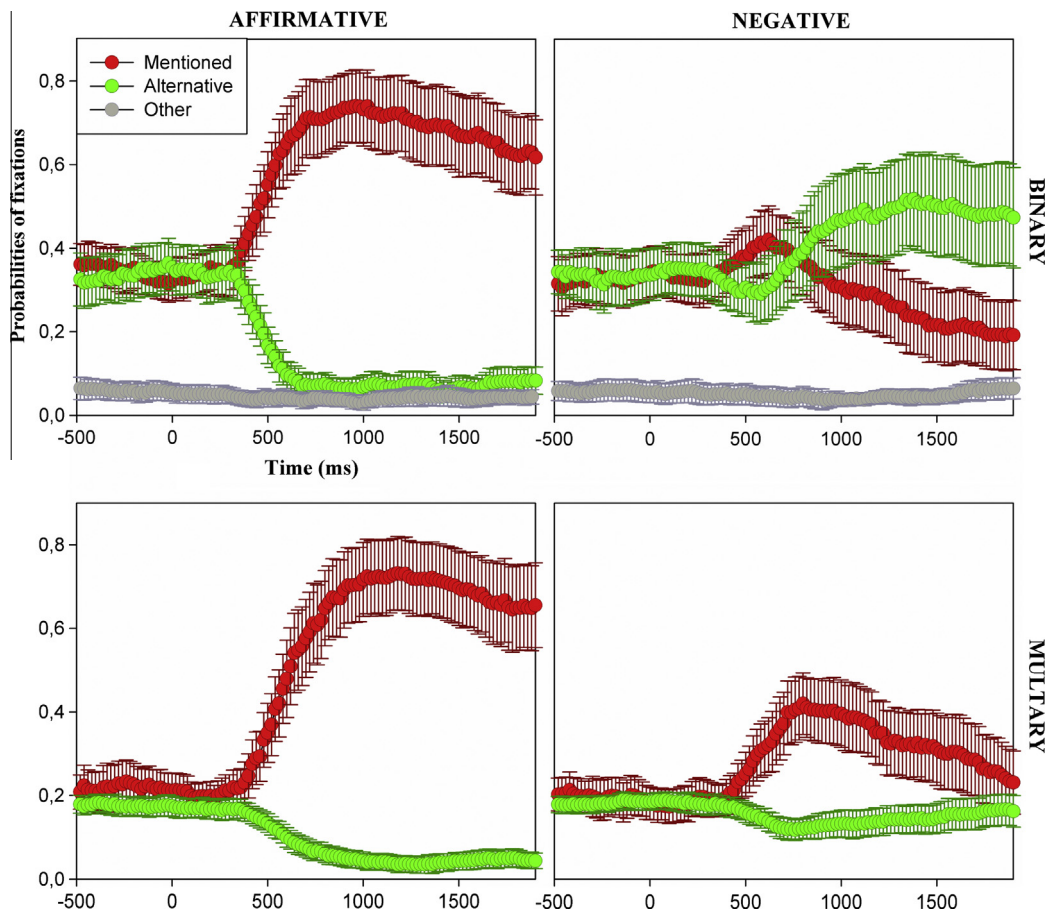 AFFIRMATIVE
NEGATIVE
Mentioned
Alternative
Other
Probabilities of fixations
0,8
0,6
0,4
0,2
0,0
BINARY
-500 0 500 1000 1500
-500 0 500 1000 1500
Time (ms)
0,8
0,6
0,4
0,2
0,0
MULTARY
-500 0 500 1000 1500
-500 0 500 1000 1500